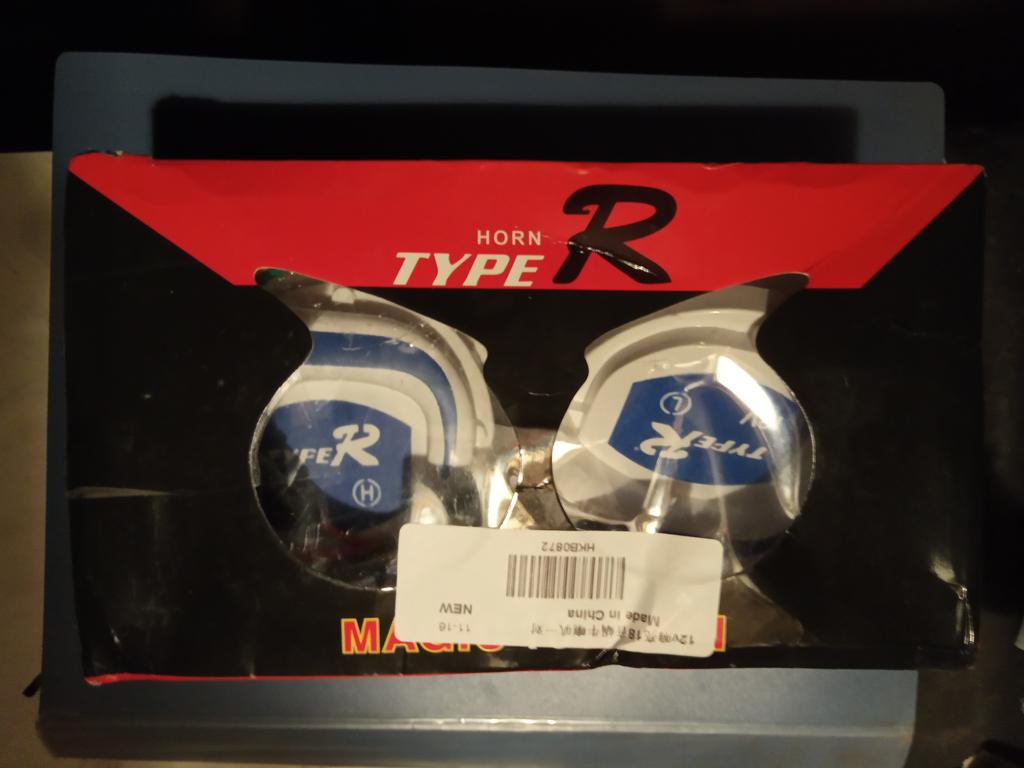 HORN
TYPE R
TYPE R
H
L
TYPE R
HKB0872
11-16
NEW
Made in China
MAGIC